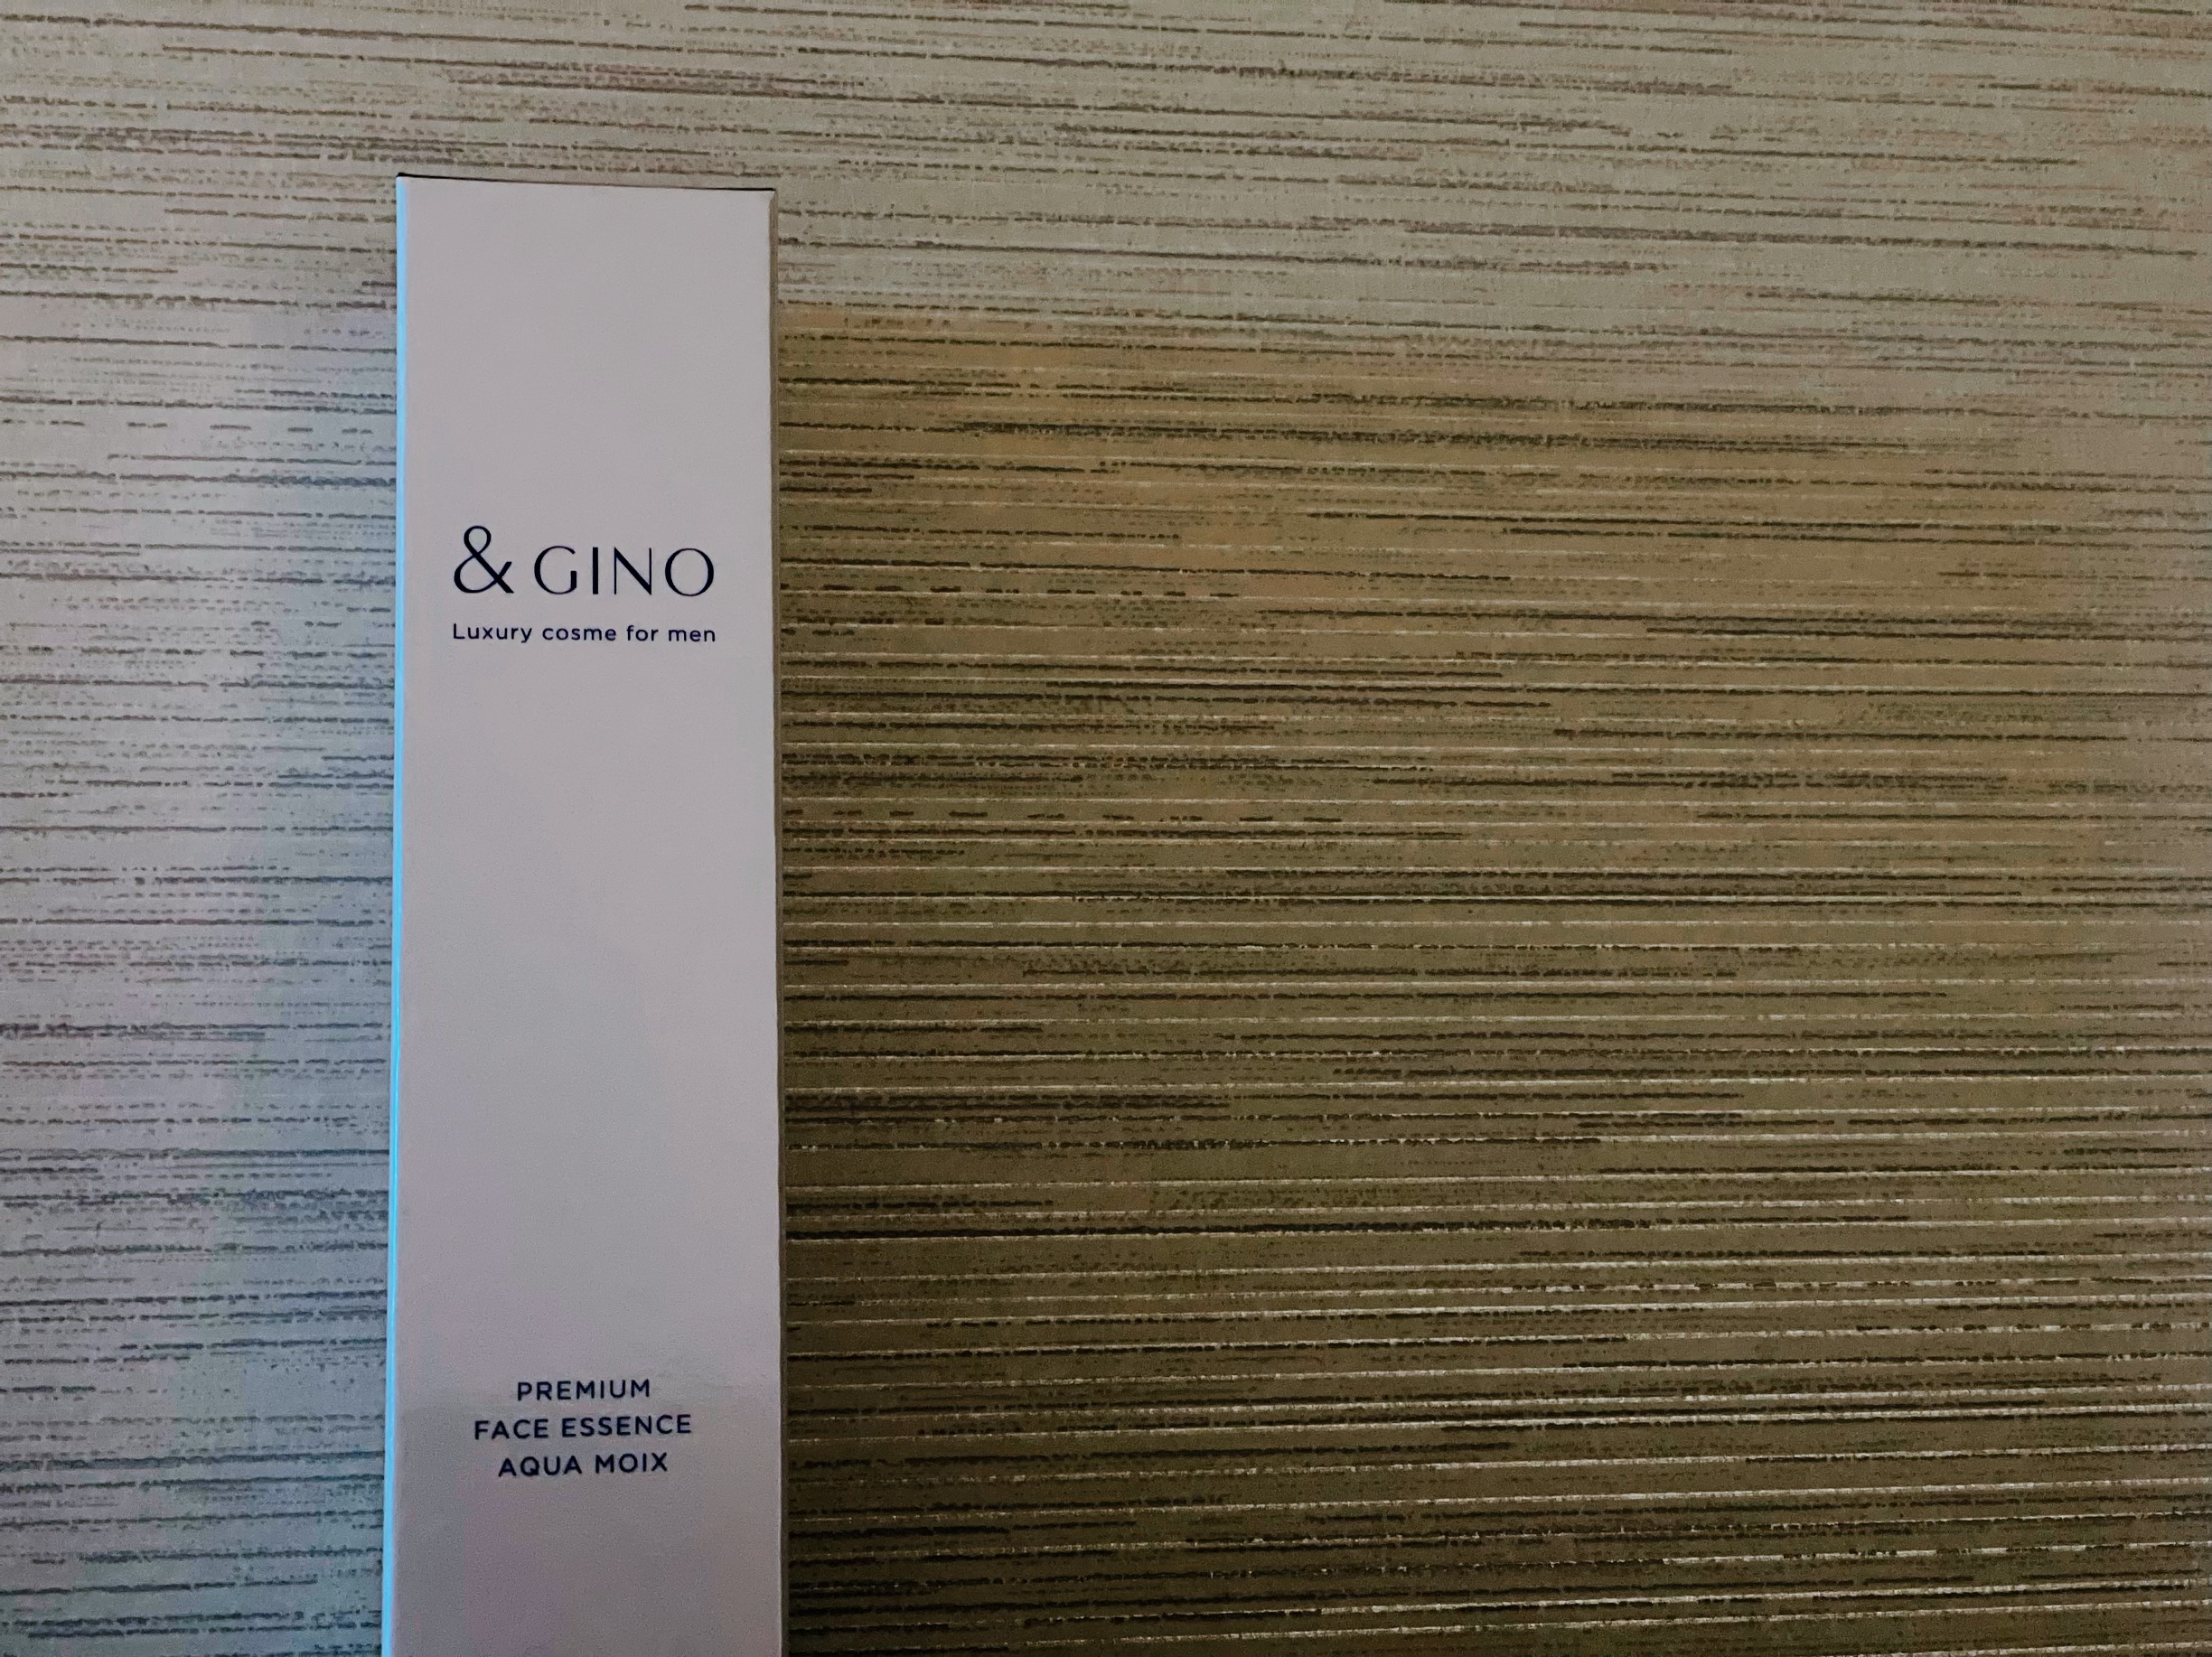 & GINO
Luxury cosme for men
PREMIUM
FACE ESSENCE
AQUA MOIX